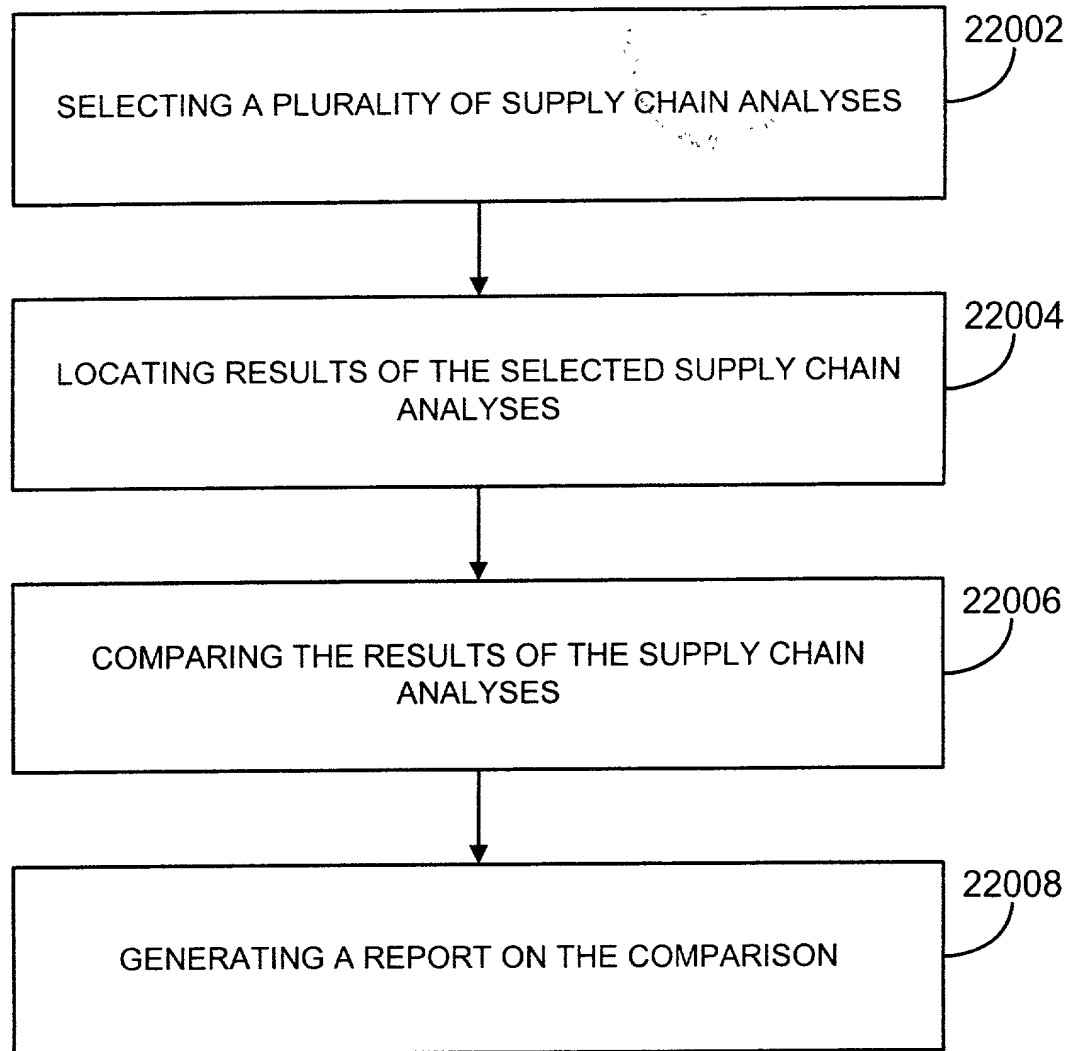 22002
SELECTING A PLURALITY OF SUPPLY CHAIN ANALYSES
22004
LOCATING RESULTS OF THE SELECTED SUPPLY CHAIN
ANALYSES
22006
COMPARING THE RESULTS OF THE SUPPLY CHAIN
ANALYSES
22008
GENERATING A REPORT ON THE COMPARISON